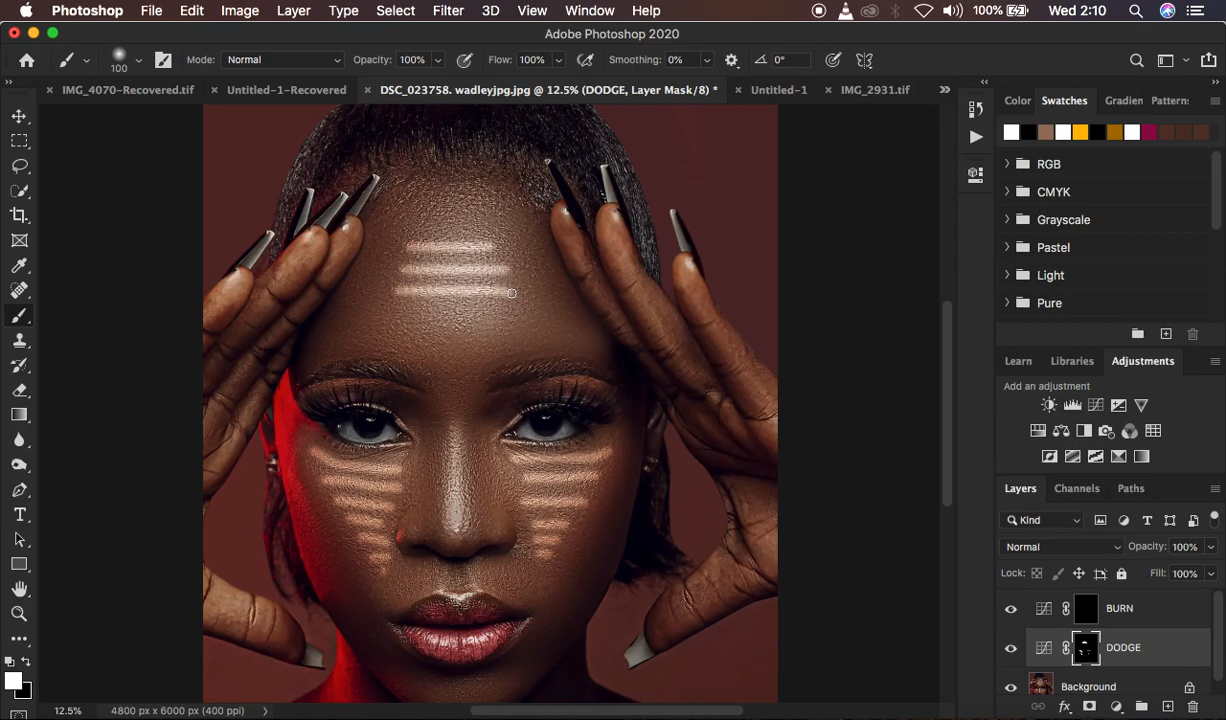 Photoshop File Edit Image Layer Type Select Filter 3D View Window Help 100% Wed 2:10
Adobe Photoshop 2020
100 Mode: Normal Opacity: 100% Flow: 100% Smoothing: 0% 0°
IMG_4070-Recovered.tif Untitled-1-Recovered DSC_023758. wadleyjpg.jpg @ 12.5% (DODGE, Layer Mask/8) * Untitled-1 IMG_2931.tif
Color Swatches Gradien Pattern:
RGB
CMYK
Grayscale
Pastel
Light
Pure
Learn Libraries Adjustments
Add an adjustment
Layers Channels Paths
Kind
Normal Opacity: 100%
Lock: Fill: 100%
BURN
DODGE
Background
12.5% 4800 px x 6000 px (400 ppi)